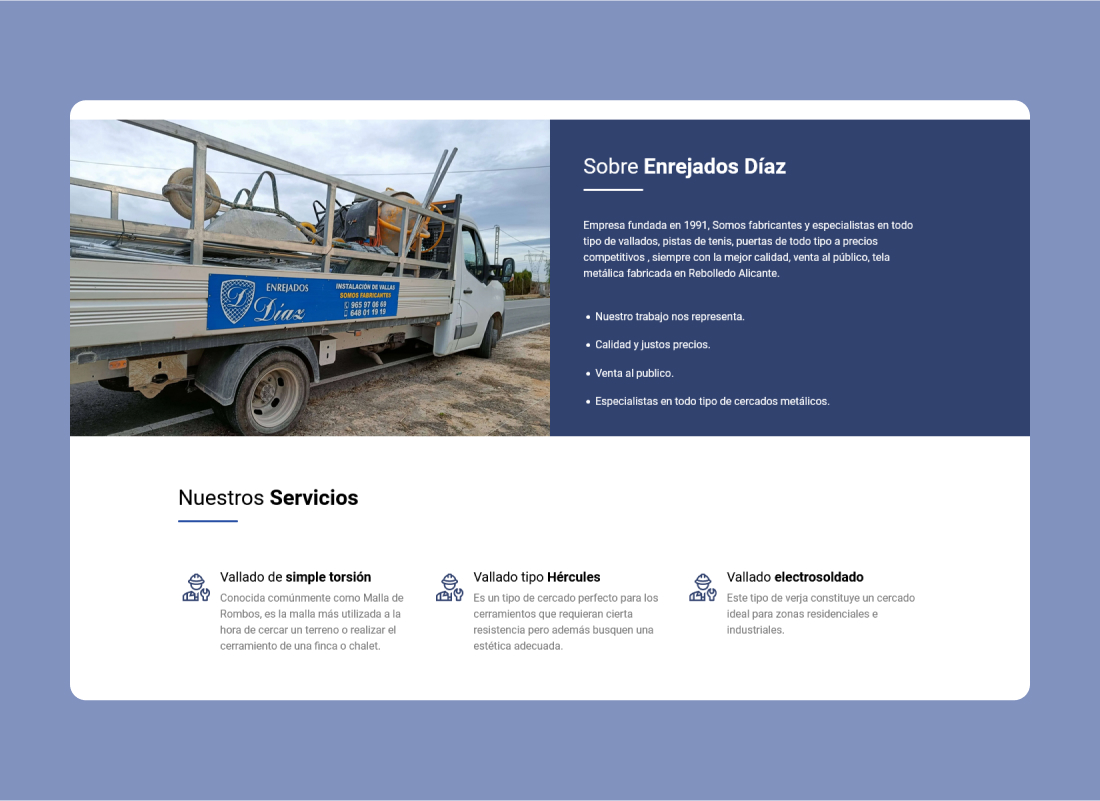 ENREJADOS
Díaz
INSTALACIÓN DE VALLAS
SOMOS FABRICANTES
965 97 06 69
648 01 19 19
Sobre Enrejados Díaz
Empresa fundada en 1991, Somos fabricantes y especialistas en todo
tipo de vallados, pistas de tenis, puertas de todo tipo a precios
competitivos , siempre con la mejor calidad, venta al público, tela
metálica fabricada en Rebolledo Alicante.
• Nuestro trabajo nos representa.
• Calidad y justos precios.
• Venta al publico.
• Especialistas en todo tipo de cercados metálicos.
Nuestros Servicios
Vallado de simple torsión
Conocida comúnmente como Malla de
Rombos, es la malla más utilizada a la
hora de cercar un terreno o realizar el
cerramiento de una finca o chalet.
Vallado tipo Hércules
Es un tipo de cercado perfecto para los
cerramientos que requieran cierta
resistencia pero además busquen una
estética adecuada.
Vallado electrosoldado
Este tipo de verja constituye un cercado
ideal para zonas residenciales e
industriales.